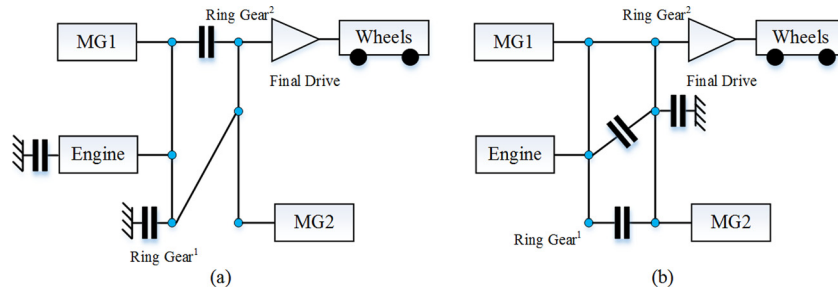 Ring Gear²
MG1
Wheels
Final Drive
Engine
MG2
Ring Gear¹
(a)
Ring Gear²
MG1
Wheels
Final Drive
Engine
MG2
Ring Gear¹
(b)